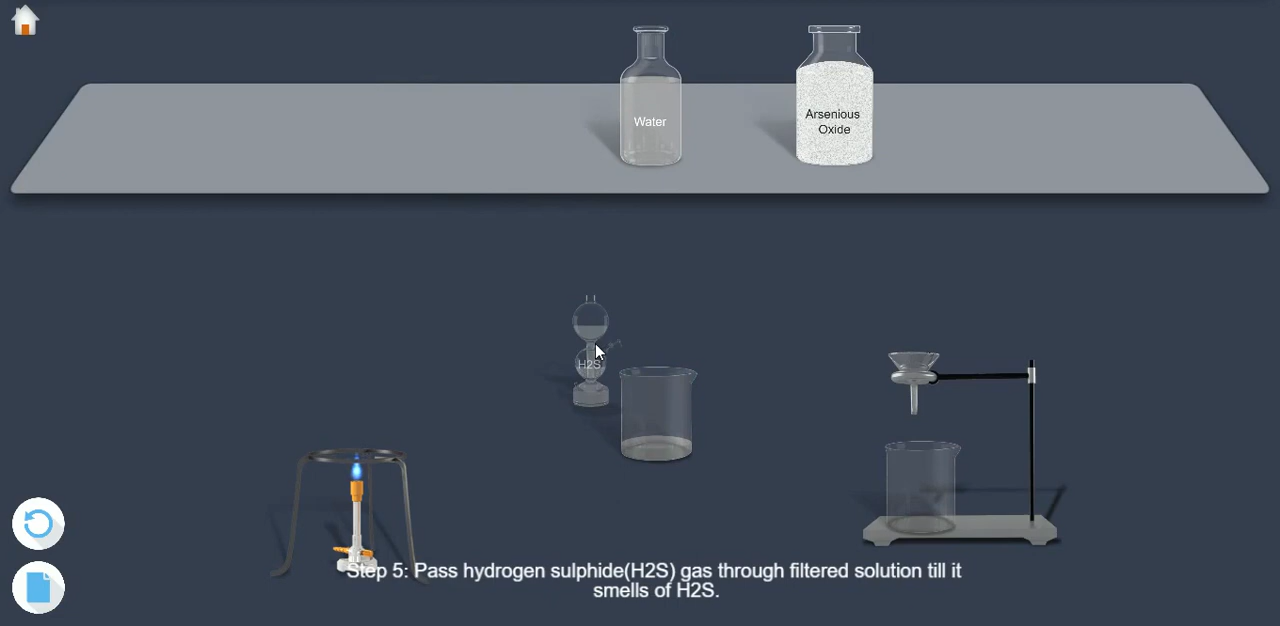 Water
Arsenious
Oxide
H2S
Step 5: Pass hydrogen sulphide(H2S) gas through filtered solution till it
smells of H2S.